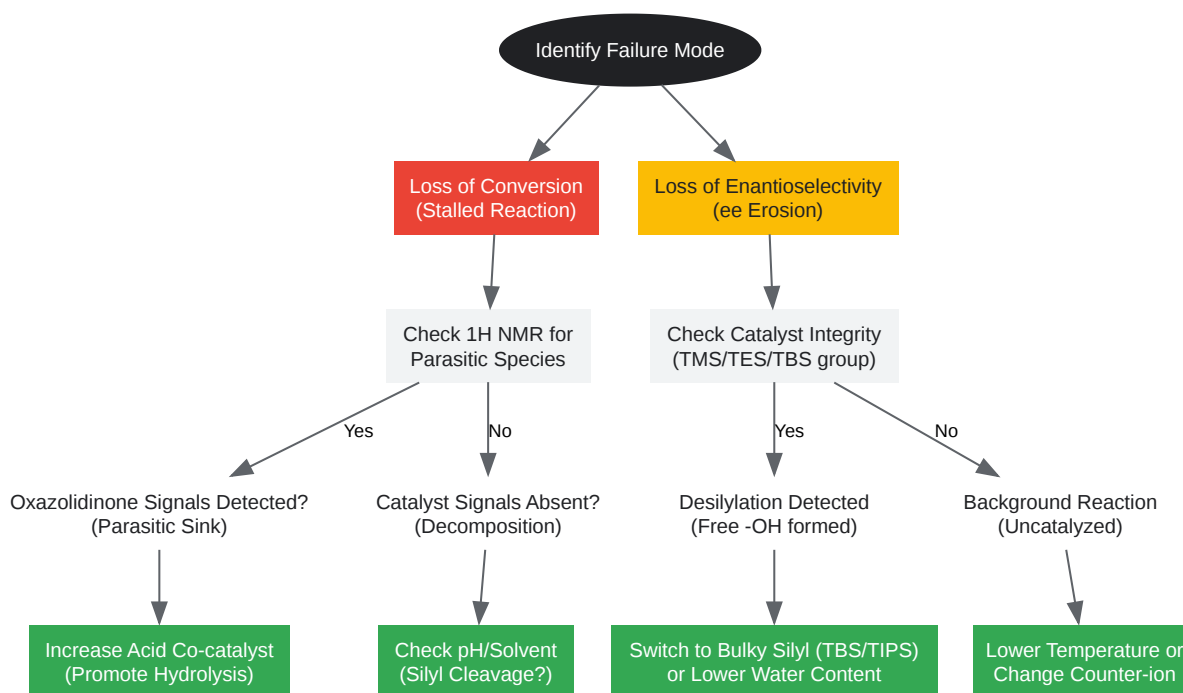 Identify Failure Mode
Loss of Conversion
(Stalled Reaction)
Loss of Enantioselectivity
(ee Erosion)
Check 1H NMR for
Parasitic Species
Check Catalyst Integrity
(TMS/TES/TBS group)
Yes
No
Yes
No
Oxazolidinone Signals Detected?
(Parasitic Sink)
Catalyst Signals Absent?
(Decomposition)
Desilylation Detected
(Free -OH formed)
Background Reaction
(Uncatalyzed)
Increase Acid Co-catalyst
(Promote Hydrolysis)
Check pH/Solvent
(Silyl Cleavage?)
Switch to Bulky Silyl (TBS/TIPS)
or Lower Water Content
Lower Temperature or
Change Counter-ion